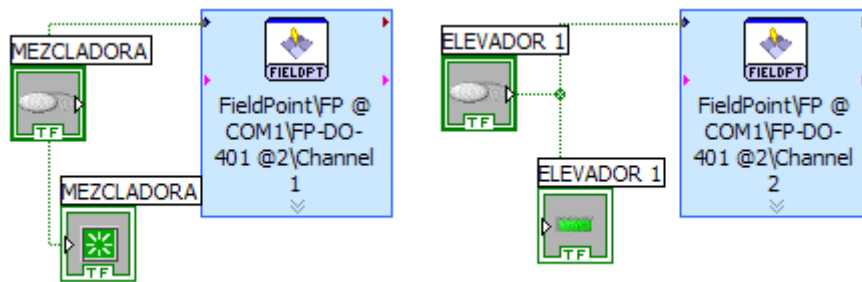 MEZCLADORA
TF
MEZCLADORA
TF
FIELDPT
FieldPoint\FP @
COM1\FP-DO-
401 @2\Channel
1
ELEVADOR 1
TF
ELEVADOR 1
TF
FIELDPT
FieldPoint\FP @
COM1\FP-DO-
401 @2\Channel
2